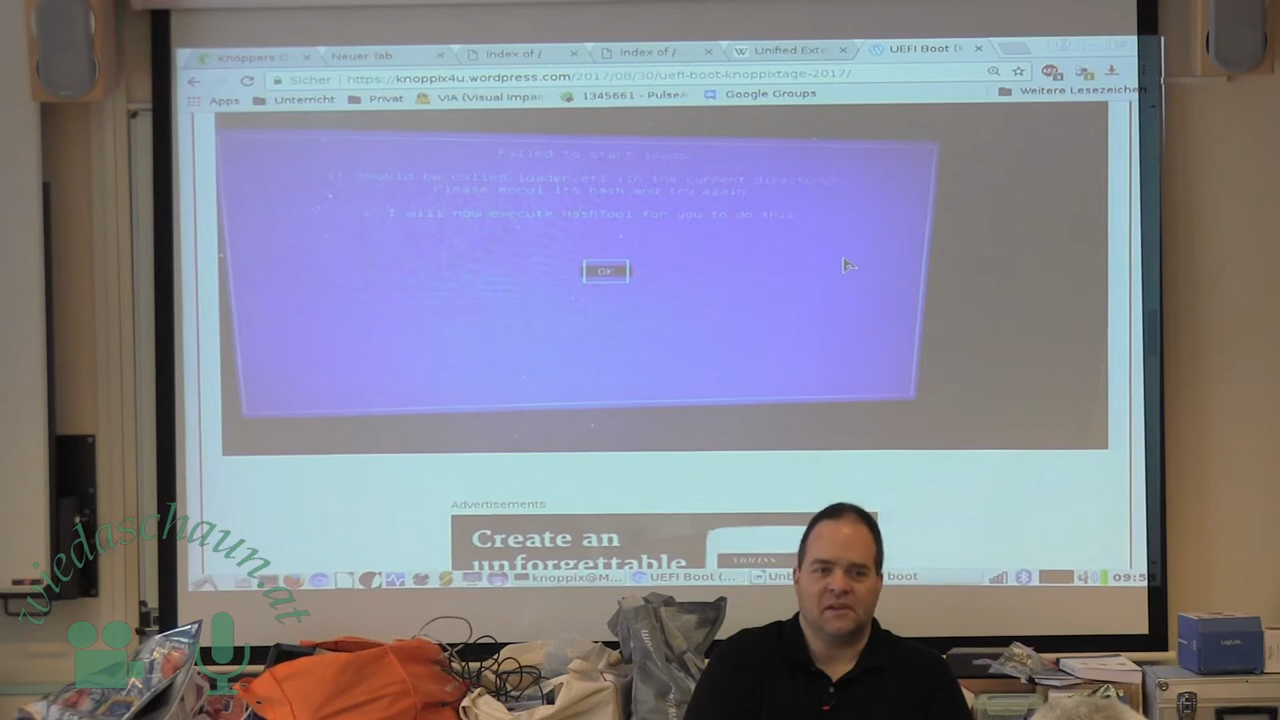 Knoppers
Neuer Tab
Index of /
Index of /
Unified Exte
UEFI Boot (
Sicher | https://knoppix4u.wordpress.com/2017/08/30/uefi-boot-knoppixtage-2017/
Apps
Unterricht
Privat
VIA (Visual Impai
1345661 - PulseA
Google Groups
Weitere Lesezeichen
Failed to start loader
It should be called loader.efi (in the current directory)
Please enrol its hash and try again
I will now execute HashTool for you to do this
OK
Advertisements
Create an
unforgettable
knoppix@M...
UEFI Boot (...
boot
wiedaschaun.at
LogiLink